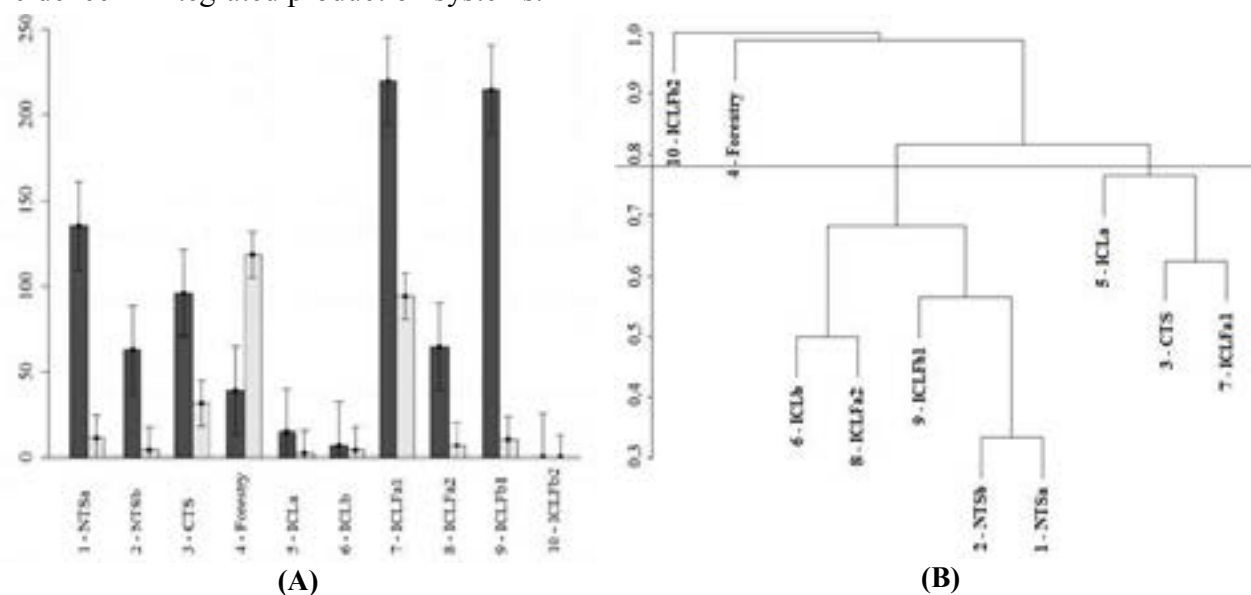 integrated production systems.
250
200
150
100
50
0
1 - NTSa
2 - NTSb
3 - CTS
4 - Forestry
5 - ICLa
6 - ICLb
7 - ICLFa1
8 - ICLFa2
9 - ICLFb1
10 - ICLFb2
(A)
1.0
0.9
0.8
0.7
0.6
0.5
0.4
0.3
10 - ICLFb2
4 - Forestry
6 - ICLb
8 - ICLFa2
9 - ICLFb1
2 - NTSb
1 - NTSa
5 - ICLa
3 - CTS
7 - ICLFa1
(B)